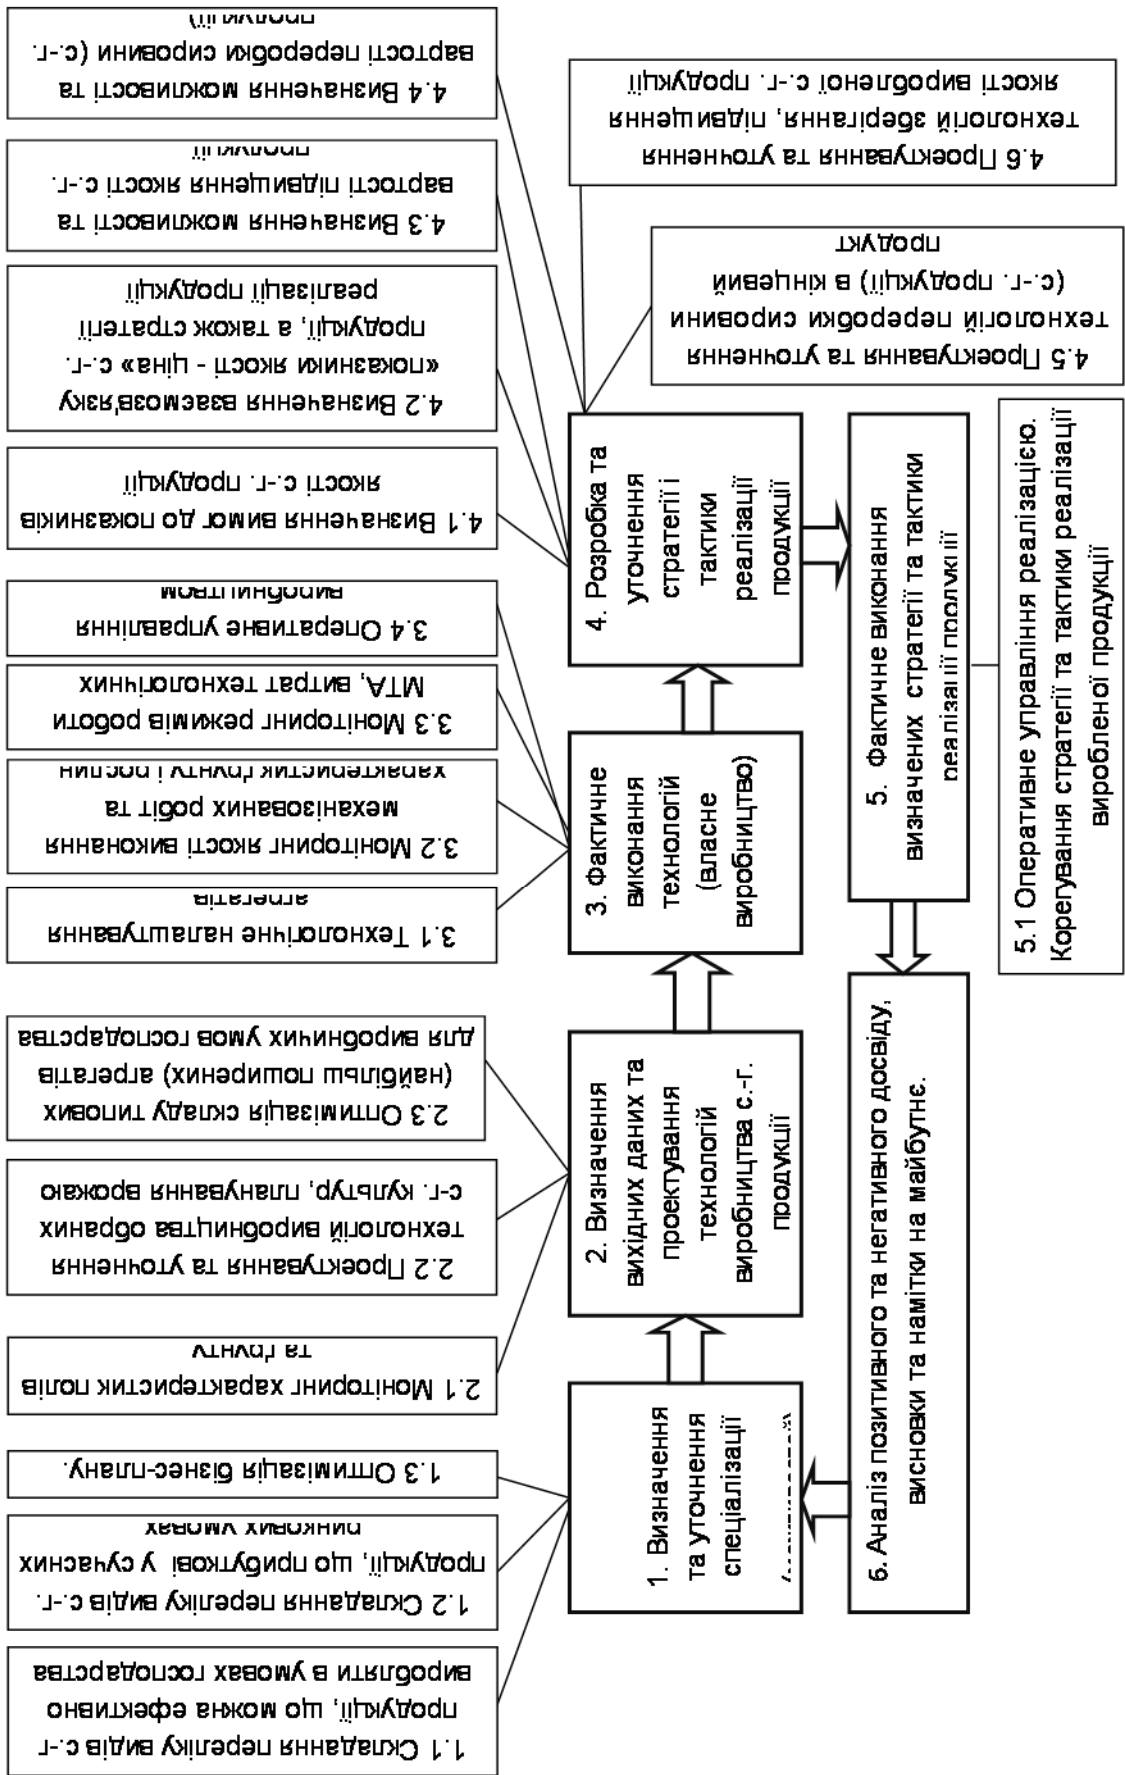 1.1 Складання переліку видів с.-г
продукції, що можна ефективно
виробляти в умовах господарства
1.2 Складання переліку видів с.-г.
продукції, що прибуткові у сучасних
ринкових умовах
1.3 Оптимізація бізнес-плану.
2.1 Моніторинг характеристик полів
та ґрунту
2.2 Проектування та уточнення
технологій виробництва обраних
с-г. культур, планування врожаю
2.3 Оптимізація складу типових
(найбільш поширених) агрегатів
для виробничих умов господарства
3.1 Технологічне налаштування
агрегатів
3.2 Моніторинг якості виконання
механізованих робіт та
характеристик ґрунту і рослин
3.3 Моніторинг режимів роботи
МТА, витрат технологічних
3.4 Оперативне управління
виробництвом
4.1 Визначення вимог до показників
якості с.-г. продукції
4.2 Визначення взаємозв'язку
«показники якості - ціна» с.-г.
продукції, а також стратегії
реалізації продукції
4.3 Визначення можливості та
вартості підвищення якості с.-г.
продукції
4.4 Визначення можливості та
вартості переробки сировини (с.-г.
продукції)
4.5 Проектування та уточнення
технологій переробки сировини
(с.-г. продукції) в кінцевий
продукт
4.6 Проектування та уточнення
технологій зберігання, підвищення
якості виробленої с.-г. продукції
1. Визначення
та уточнення
спеціалізації
2. Визначення
вихідних даних та
проектування
технологій
виробництва с.-г.
продукції
3. Фактичне
виконання
технологій
(власне
виробництво)
4. Розробка та
уточнення
стратегії і
тактики
реалізації
продукції
5. Фактичне виконання
визначених стратегії та тактики
реалізації продукції
6. Аналіз позитивного та негативного досвіду,
висновки та намітки на майбутнє.
5.1 Оперативне управління реалізацією.
Корегування стратегії та тактики реалізації
виробленої продукції